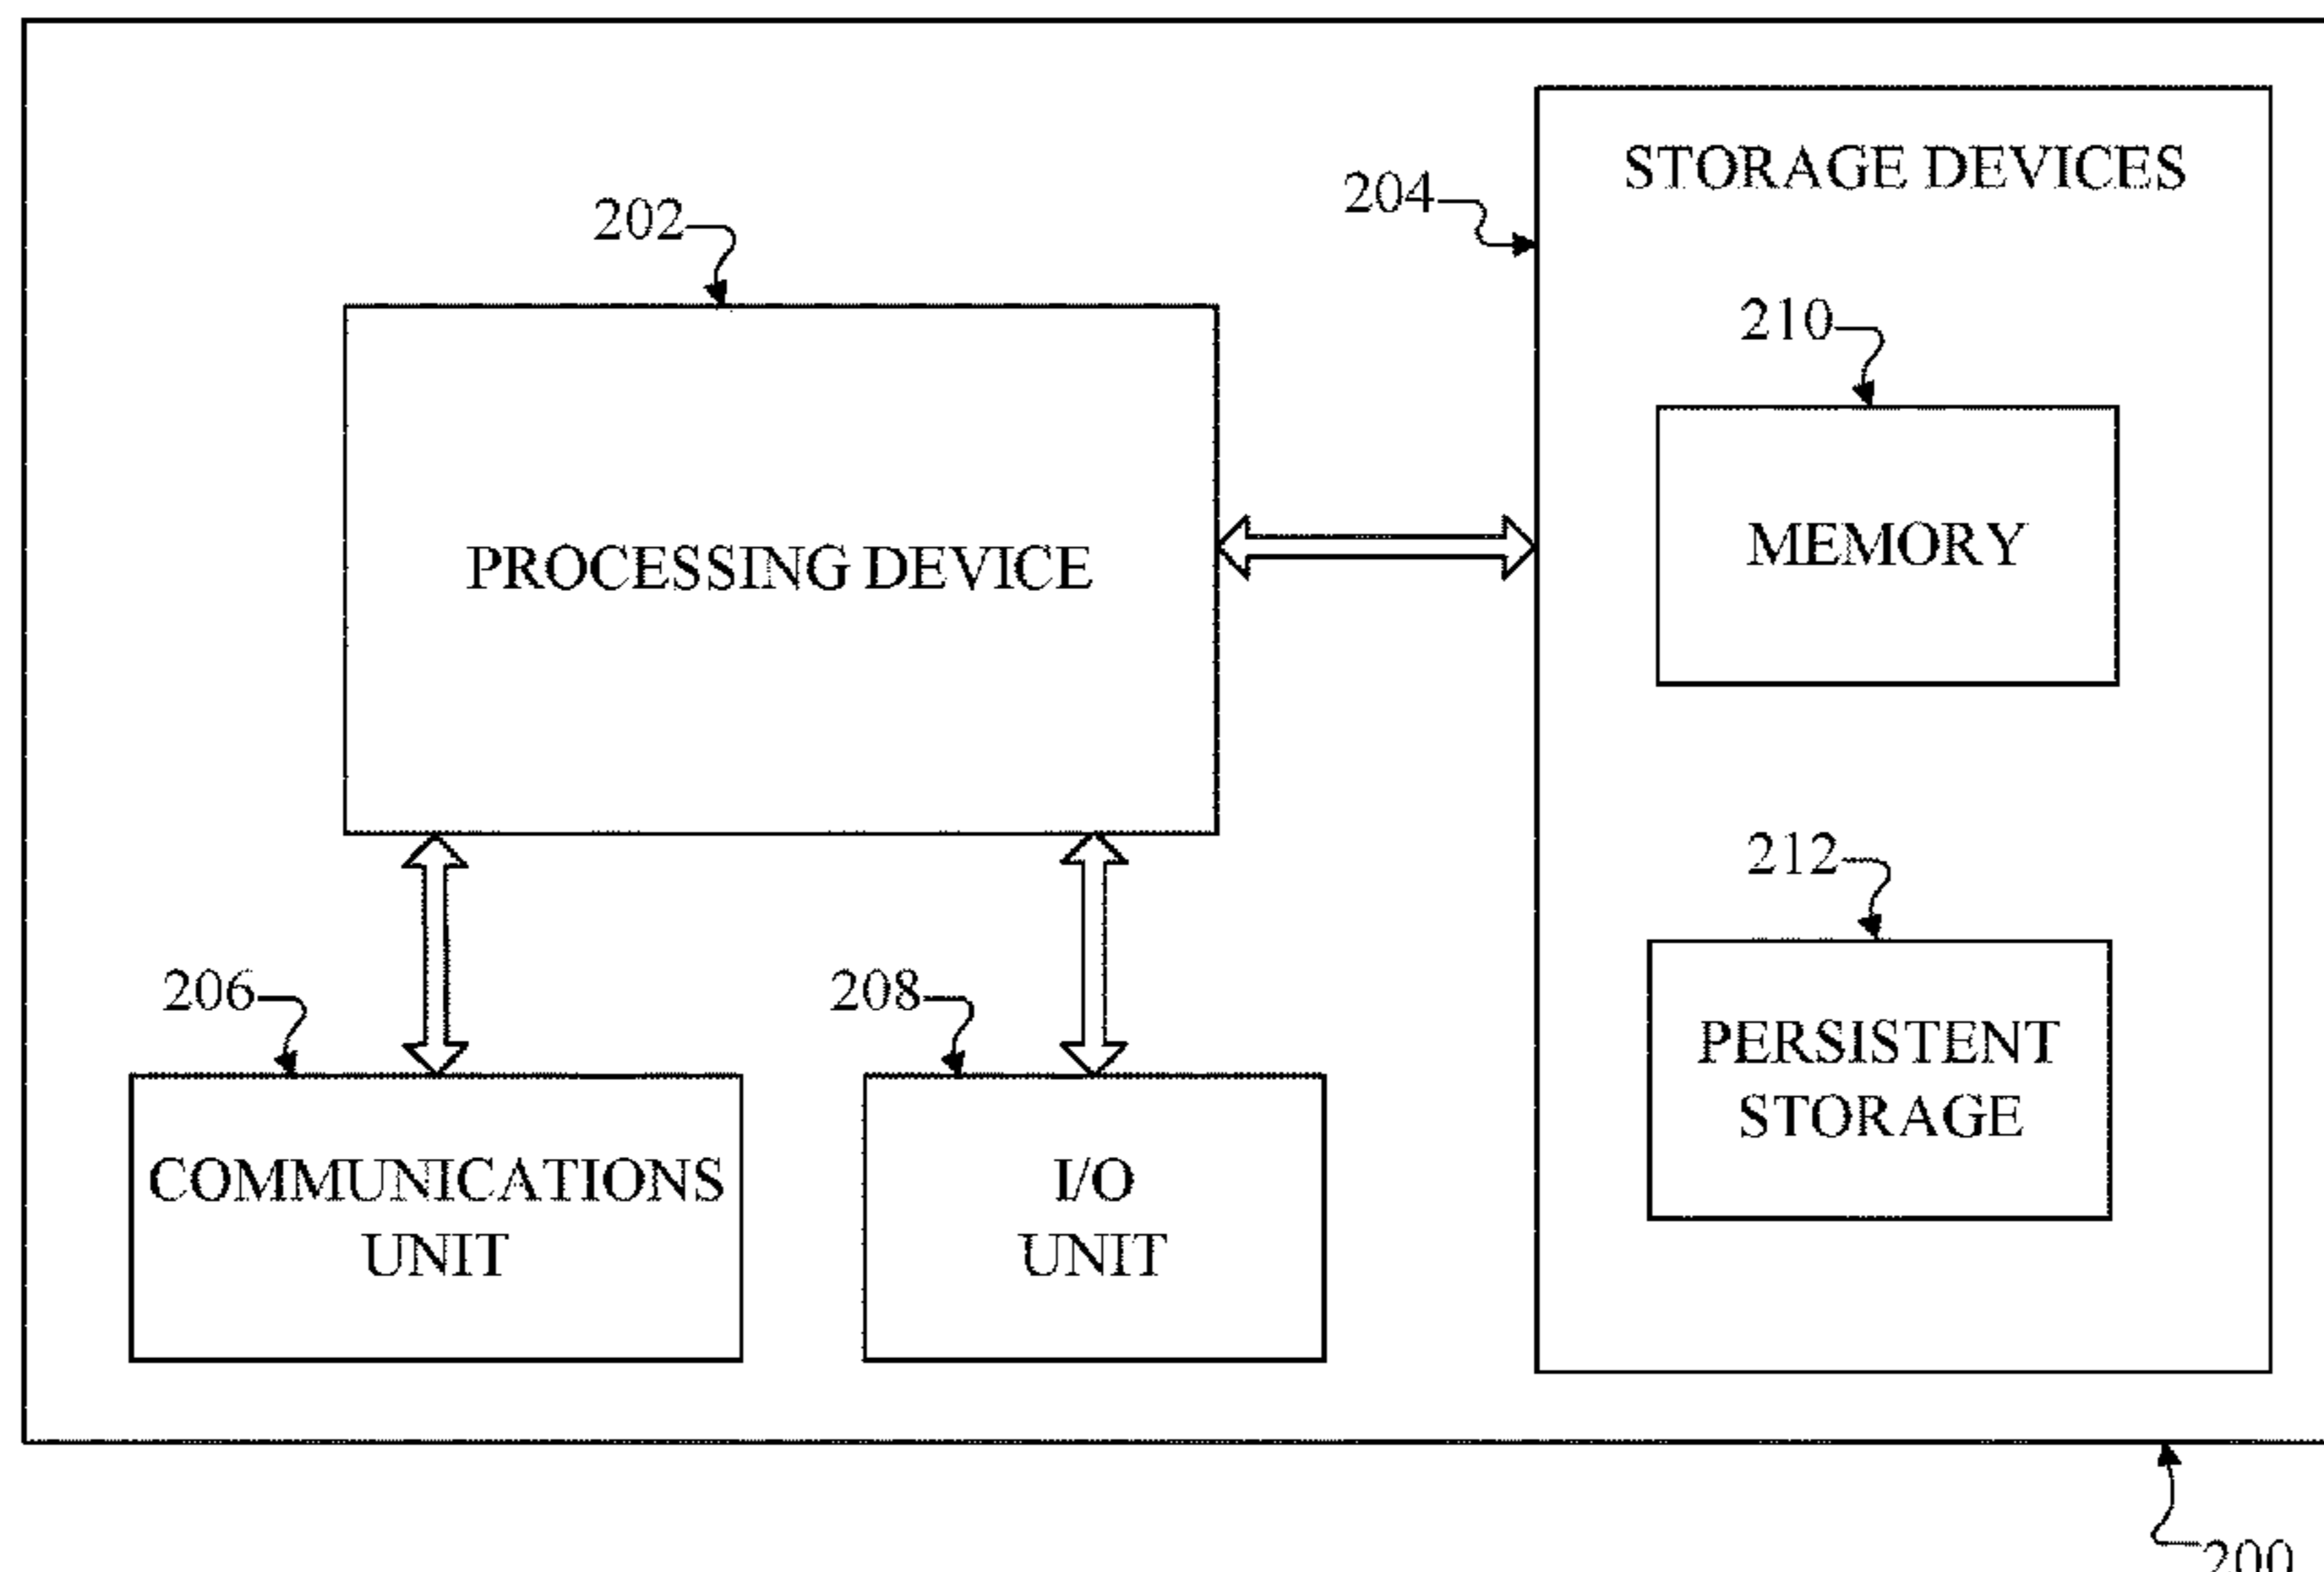 STORAGE DEVICES
204
202
210
PROCESSING DEVICE
MEMORY
212
206
208
PERSISTENT
STORAGE
COMMUNICATIONS
UNIT
I/O
UNIT
200